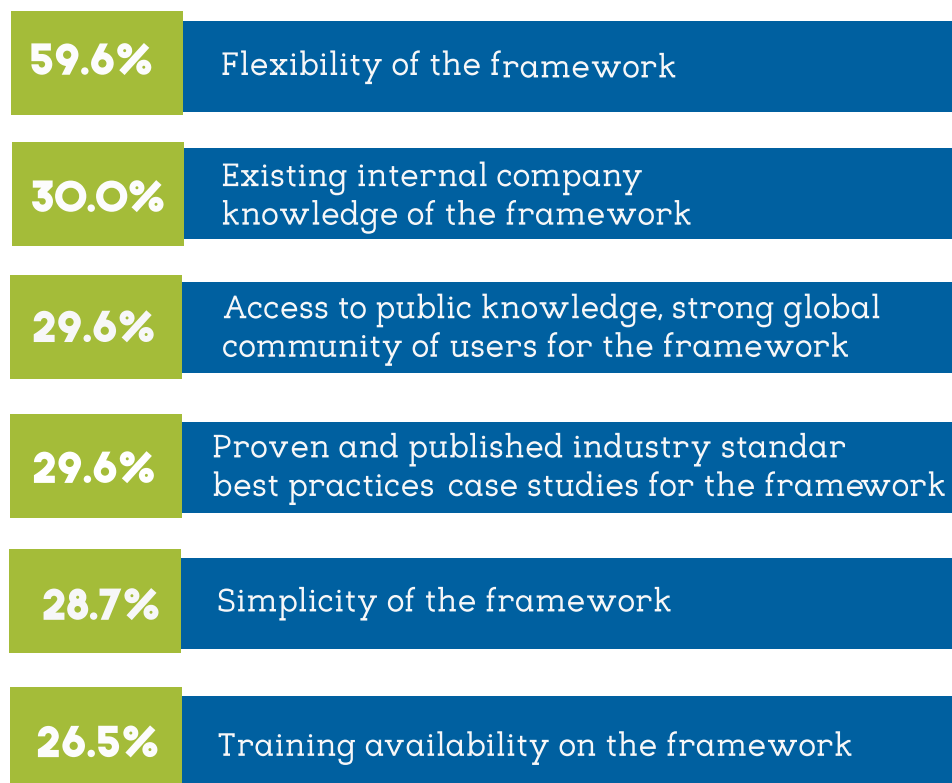 59.6%
Flexibility of the framework
30.0%
Existing internal company
knowledge of the framework
29.6%
Access to public knowledge, strong global
community of users for the framework
29.6%
Proven and published industry standar
best practices case studies for the framework
28.7%
Simplicity of the framework
26.5%
Training availability on the framework